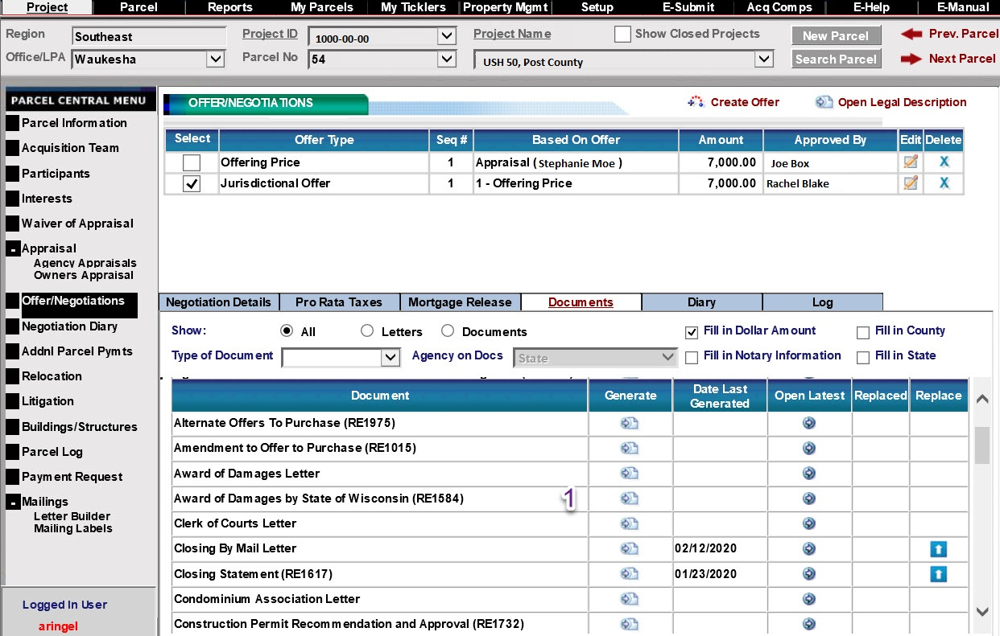 Project Parcel Reports My Parcels My Ticklers Property Mgmt Setup E-Submit Acq Comps E-Help E-Manual
Region Southeast Project ID 1000-00-00 Project Name Show Closed Projects New Parcel Prev. Parcel
Office/LPA Waukesha Parcel No 54 USH 50, Post County Search Parcel Next Parcel
PARCEL CENTRAL MENU
Parcel Information
Acquisition Team
Participants
Interests
Waiver of Appraisal
- Appraisal
Agency Appraisals
Owners Appraisal
Offer/Negotiations
Negotiation Diary
Addnl Parcel Pymts
Relocation
Litigation
Buildings/Structures
Parcel Log
Payment Request
- Mailings
Letter Builder
Mailing Labels
Logged In User
aringel
OFFER/NEGOTIATIONS Create Offer Open Legal Description
Select Offer Type Seq # Based On Offer Amount Approved By Edit Delete
Offering Price 1 Appraisal ( Stephanie Moe ) 7,000.00 Joe Box X
Jurisdictional Offer 1 1 - Offering Price 7,000.00 Rachel Blake X
Negotiation Details Pro Rata Taxes Mortgage Release Documents Diary Log
Show: All Letters Documents Fill in Dollar Amount Fill in County
Type of Document Agency on Docs State Fill in Notary Information Fill in State
Document Generate Date Last Generated Open Latest Replaced Replace
Alternate Offers To Purchase (RE1975)
Amendment to Offer to Purchase (RE1015)
Award of Damages Letter
Award of Damages by State of Wisconsin (RE1584) 1
Clerk of Courts Letter
Closing By Mail Letter 02/12/2020
Closing Statement (RE1617) 01/23/2020
Condominium Association Letter
Construction Permit Recommendation and Approval (RE1732)